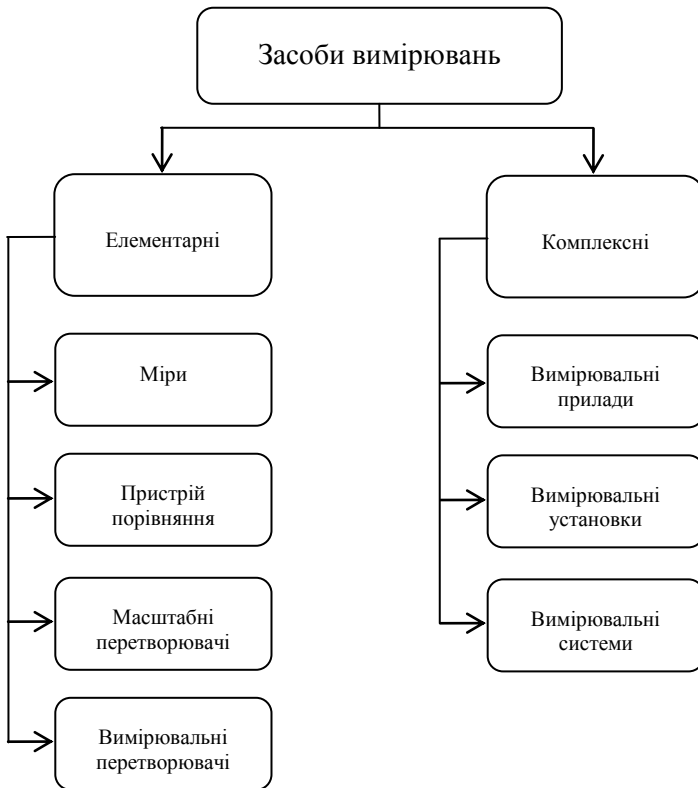 Засоби вимірювань
Елементарні
Міри
Пристрій
порівняння
Масштабні
перетворювачі
Вимірювальні
перетворювачі
Комплексні
Вимірювальні
прилади
Вимірювальні
установки
Вимірювальні
системи